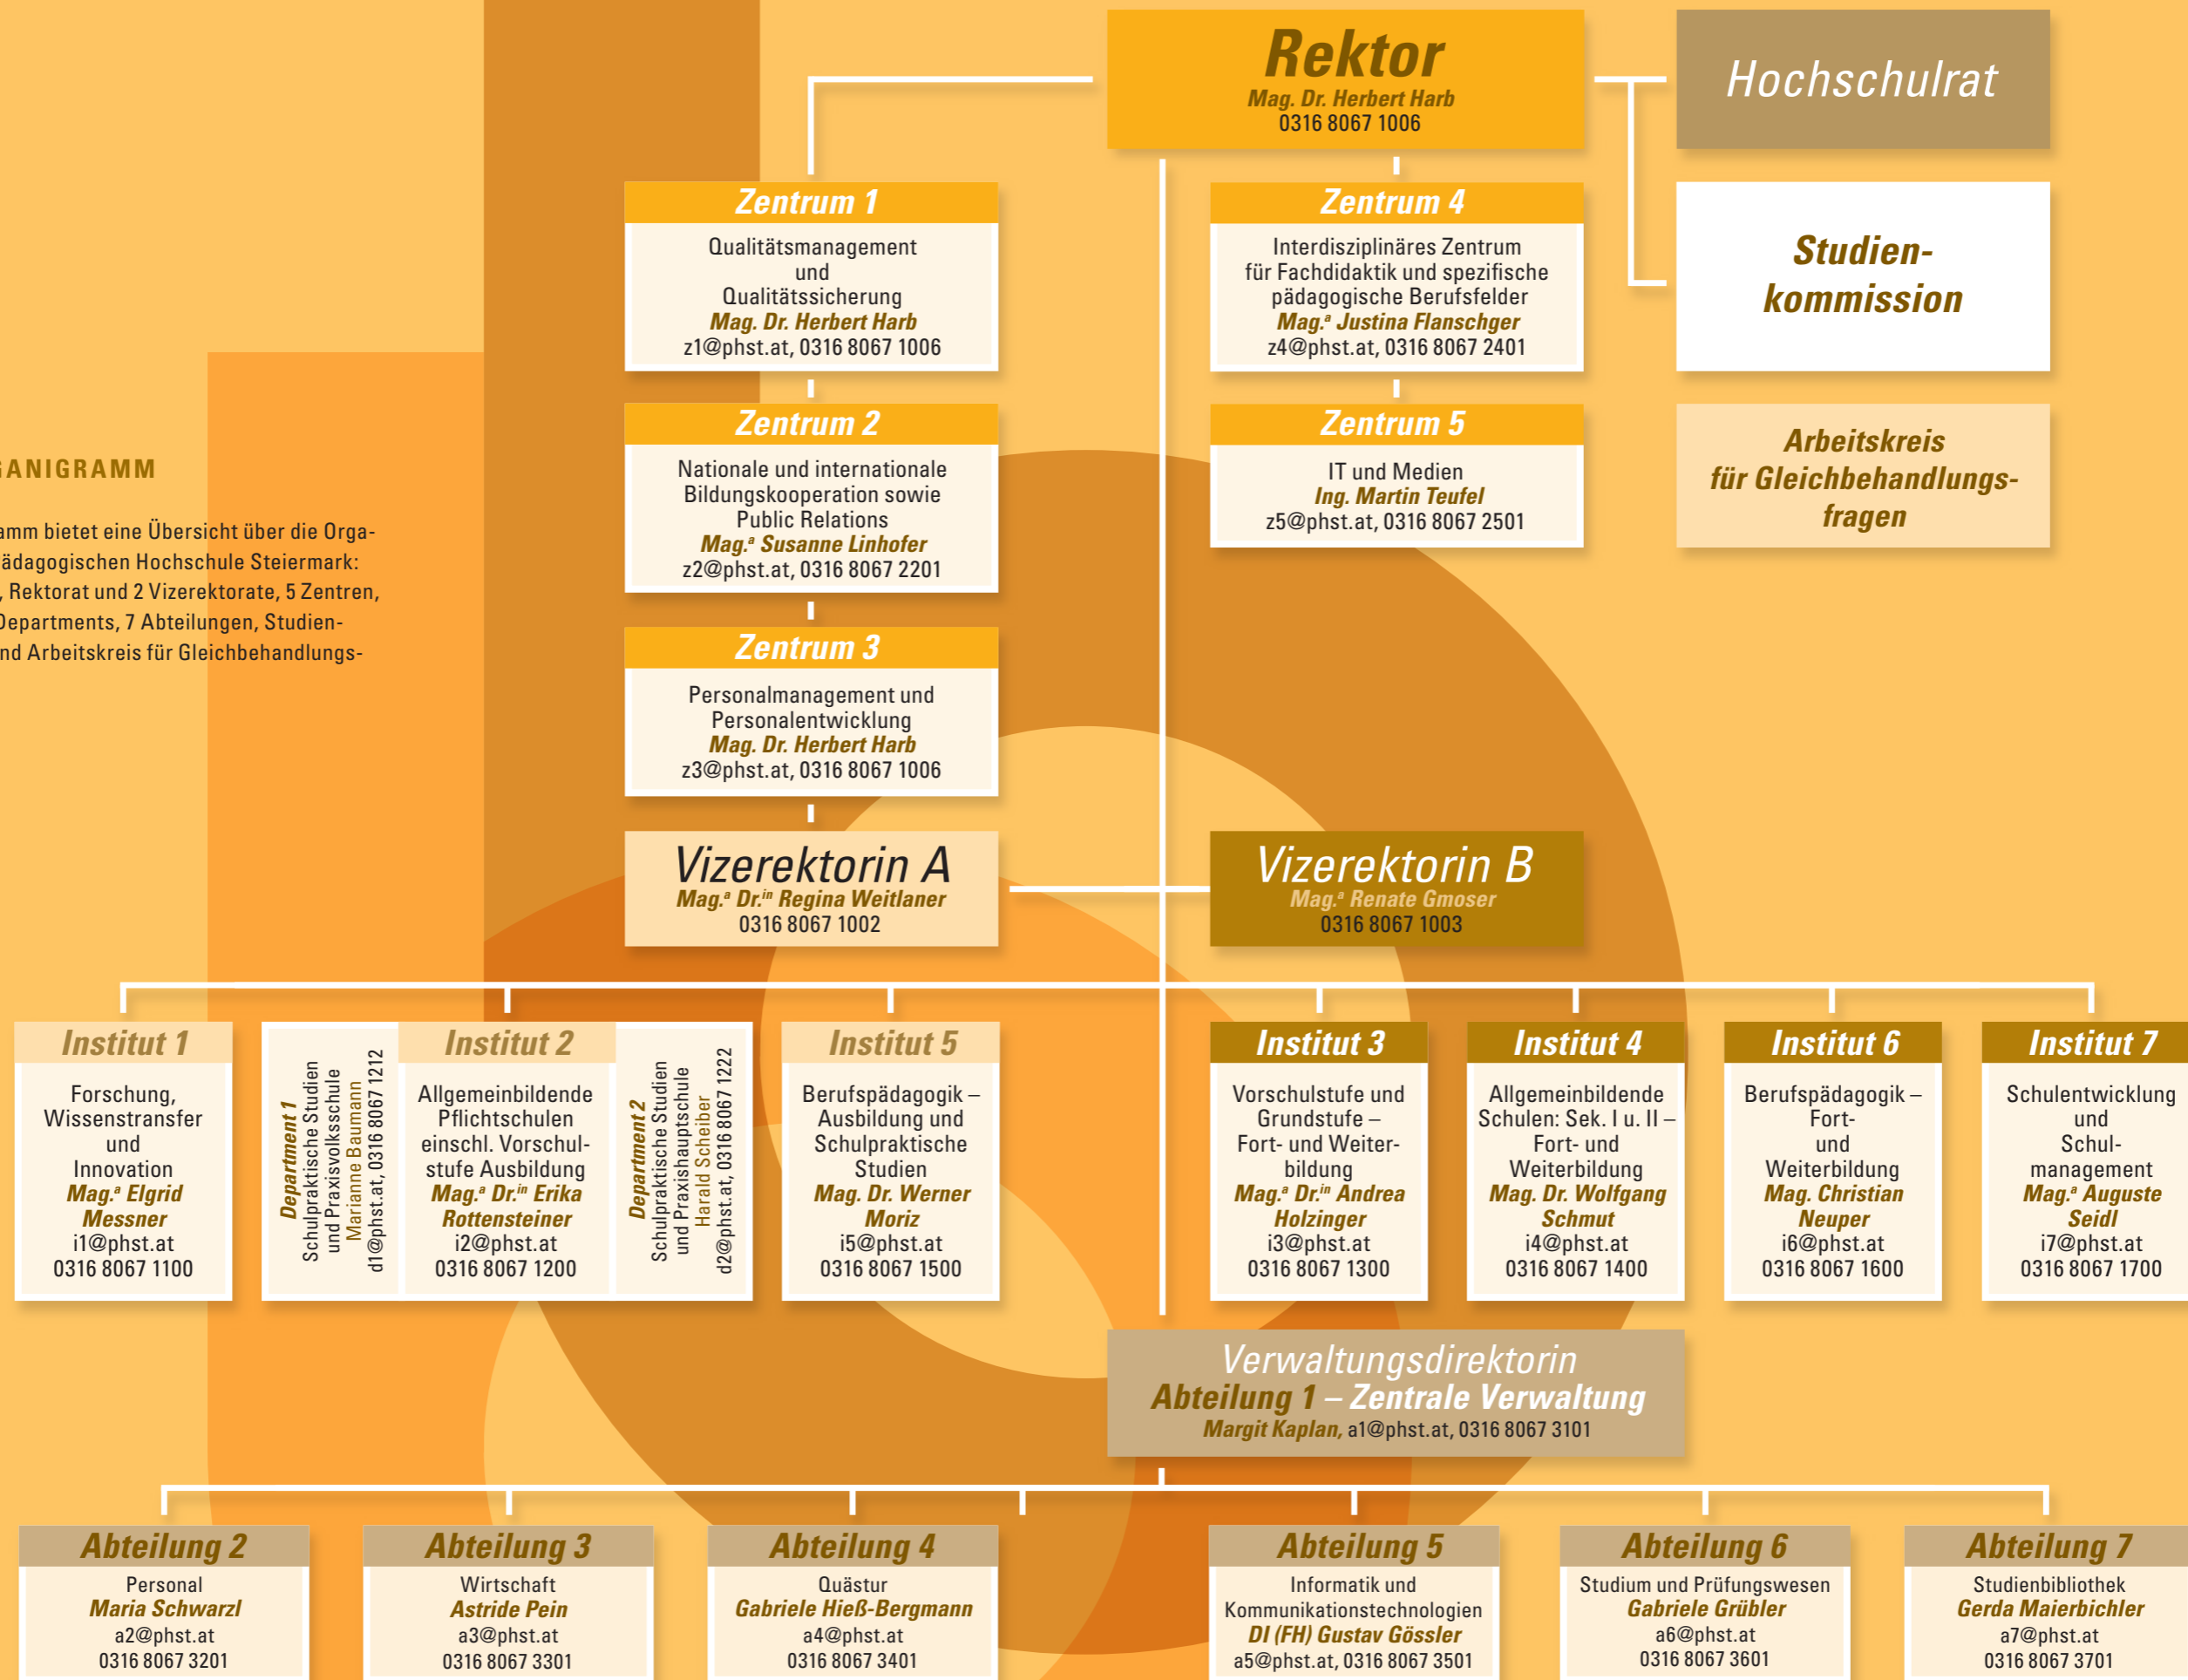 Rektor
Mag. Dr. Herbert Harb
0316 8067 1006
Hochschulrat
Zentrum 1
Qualitätsmanagement
und
Qualitätssicherung
Mag. Dr. Herbert Harb
z1@phst.at, 0316 8067 1006
Zentrum 4
Interdisziplinäres Zentrum
für Fachdidaktik und spezifische
pädagogische Berufsfelder
Mag.ª Justina Flanschger
z4@phst.at, 0316 8067 2401
Studien-
kommission
Zentrum 2
Nationale und internationale
Bildungskooperation sowie
Public Relations
Mag.ª Susanne Linhofer
z2@phst.at, 0316 8067 2201
Zentrum 5
IT und Medien
Ing. Martin Teufel
z5@phst.at, 0316 8067 2501
Arbeitskreis
für Gleichbehandlungs-
fragen
GANIGRAMM
amm bietet eine Übersicht über die Orga-
ädagogischen Hochschule Steiermark:
, Rektorat und 2 Vizerektorate, 5 Zentren,
Departments, 7 Abteilungen, Studien-
nd Arbeitskreis für Gleichbehandlungs-
Zentrum 3
Personalmanagement und
Personalentwicklung
Mag. Dr. Herbert Harb
z3@phst.at, 0316 8067 1006
Vizerektorin A
Mag.ª Dr.in Regina Weitlaner
0316 8067 1002
Vizerektorin B
Mag.ª Renate Gmoser
0316 8067 1003
Institut 1
Forschung,
Wissenstransfer
und
Innovation
Mag.ª Elgrid
Messner
i1@phst.at
0316 8067 1100
Department 1
Schulpraktische Studien
und Praxisvolksschule
Marianne Baumann
d1@phst.at, 0316 8067 1212
Institut 2
Allgemeinbildende
Pflichtschulen
einschl. Vorschul-
stufe Ausbildung
Mag.ª Dr.in Erika
Rottensteiner
i2@phst.at
0316 8067 1200
Department 2
Schulpraktische Studien
und Praxishauptschule
Harald Scheiber
d2@phst.at, 0316 8067 1222
Institut 5
Berufspädagogik –
Ausbildung und
Schulpraktische
Studien
Mag. Dr. Werner
Moriz
i5@phst.at
0316 8067 1500
Institut 3
Vorschulstufe und
Grundstufe –
Fort- und Weiter-
bildung
Mag.ª Dr.in Andrea
Holzinger
i3@phst.at
0316 8067 1300
Institut 4
Allgemeinbildende
Schulen: Sek. I u. II –
Fort- und
Weiterbildung
Mag. Dr. Wolfgang
Schmut
i4@phst.at
0316 8067 1400
Institut 6
Berufspädagogik –
Fort-
und
Weiterbildung
Mag. Christian
Neuper
i6@phst.at
0316 8067 1600
Institut 7
Schulentwicklung
und
Schul-
management
Mag.ª Auguste
Seidl
i7@phst.at
0316 8067 1700
Verwaltungsdirektorin
Abteilung 1 – Zentrale Verwaltung
Margit Kaplan, a1@phst.at, 0316 8067 3101
Abteilung 2
Personal
Maria Schwarzl
a2@phst.at
0316 8067 3201
Abteilung 3
Wirtschaft
Astride Pein
a3@phst.at
0316 8067 3301
Abteilung 4
Quästur
Gabriele Hieß-Bergmann
a4@phst.at
0316 8067 3401
Abteilung 5
Informatik und
Kommunikationstechnologien
DI (FH) Gustav Gössler
a5@phst.at, 0316 8067 3501
Abteilung 6
Studium und Prüfungswesen
Gabriele Grübler
a6@phst.at
0316 8067 3601
Abteilung 7
Studienbibliothek
Gerda Maierbichler
a7@phst.at
0316 8067 3701